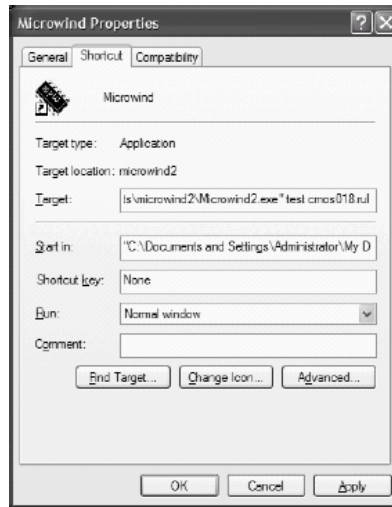 Microwind Properties
General Shortcut Compatibility
Microwind
Target type: Application
Target location: microwind2
Target: ts\microwind2\Microwind2.exe" test cmos018.rul
Start in: "C:\Documents and Settings\Administrator\My D
Shortcut key: None
Run: Normal window
Comment:
Find Target... Change Icon... Advanced...
OK Cancel Apply